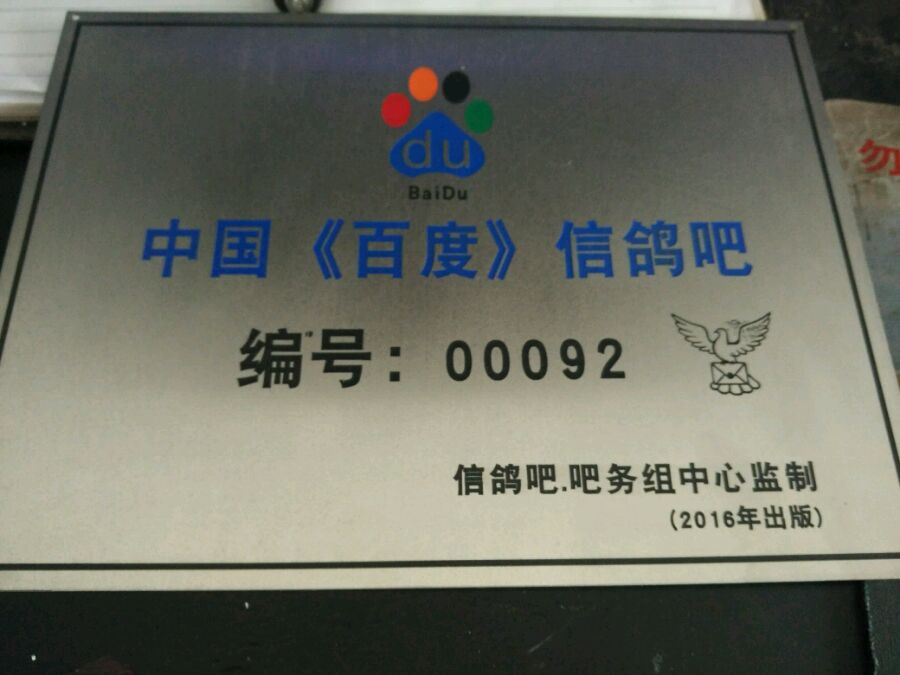 du
BaiDu
中国《百度》信鸽吧
编号：00092
信鸽吧.吧务组中心监制
(2016年出版)
勿